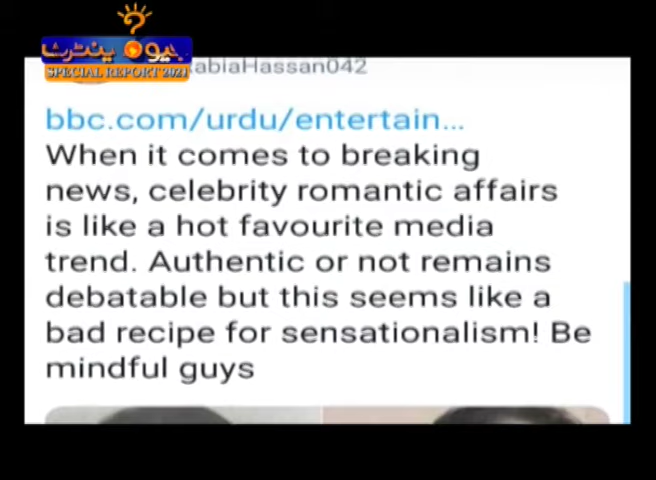 جیو ہینٹرٹ
SPECIAL REPORT 2021
abiaHassan042
bbc.com/urdu/entertain...
When it comes to breaking
news, celebrity romantic affairs
is like a hot favourite media
trend. Authentic or not remains
debatable but this seems like a
bad recipe for sensationalism! Be
mindful guys